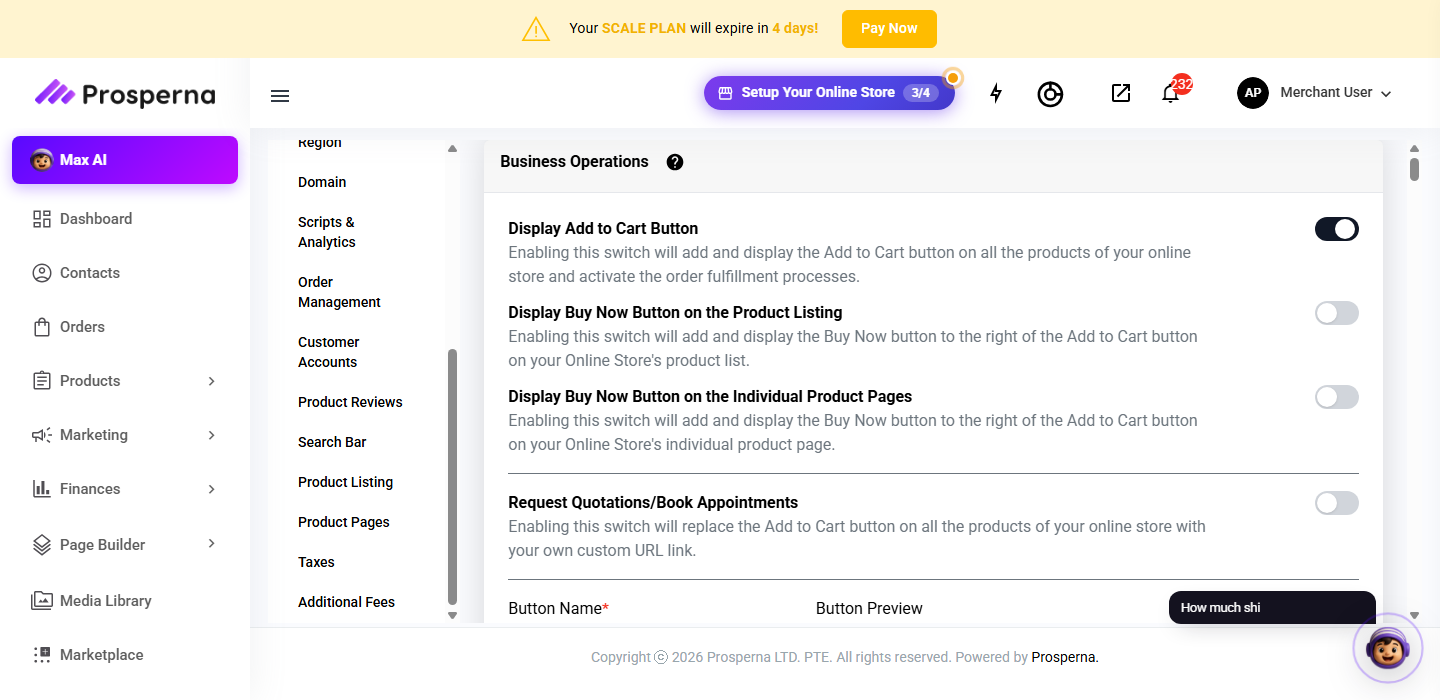 Your SCALE PLAN will expire in 4 days!
Pay Now
Prosperna
Setup Your Online Store 3/4
232
AP
Merchant User
Max AI
Dashboard
Contacts
Orders
Products
Marketing
Finances
Page Builder
Media Library
Marketplace
Region
Domain
Scripts &
Analytics
Order
Management
Customer
Accounts
Product Reviews
Search Bar
Product Listing
Product Pages
Taxes
Additional Fees
Business Operations
Display Add to Cart Button
Enabling this switch will add and display the Add to Cart button on all the products of your online
store and activate the order fulfillment processes.
Display Buy Now Button on the Product Listing
Enabling this switch will add and display the Buy Now button to the right of the Add to Cart button
on your Online Store's product list.
Display Buy Now Button on the Individual Product Pages
Enabling this switch will add and display the Buy Now button to the right of the Add to Cart button
on your Online Store's individual product page.
Request Quotations/Book Appointments
Enabling this switch will replace the Add to Cart button on all the products of your online store with
your own custom URL link.
Button Name*
Button Preview
How much shi
Copyright © 2026 Prosperna LTD. PTE. All rights reserved. Powered by Prosperna.